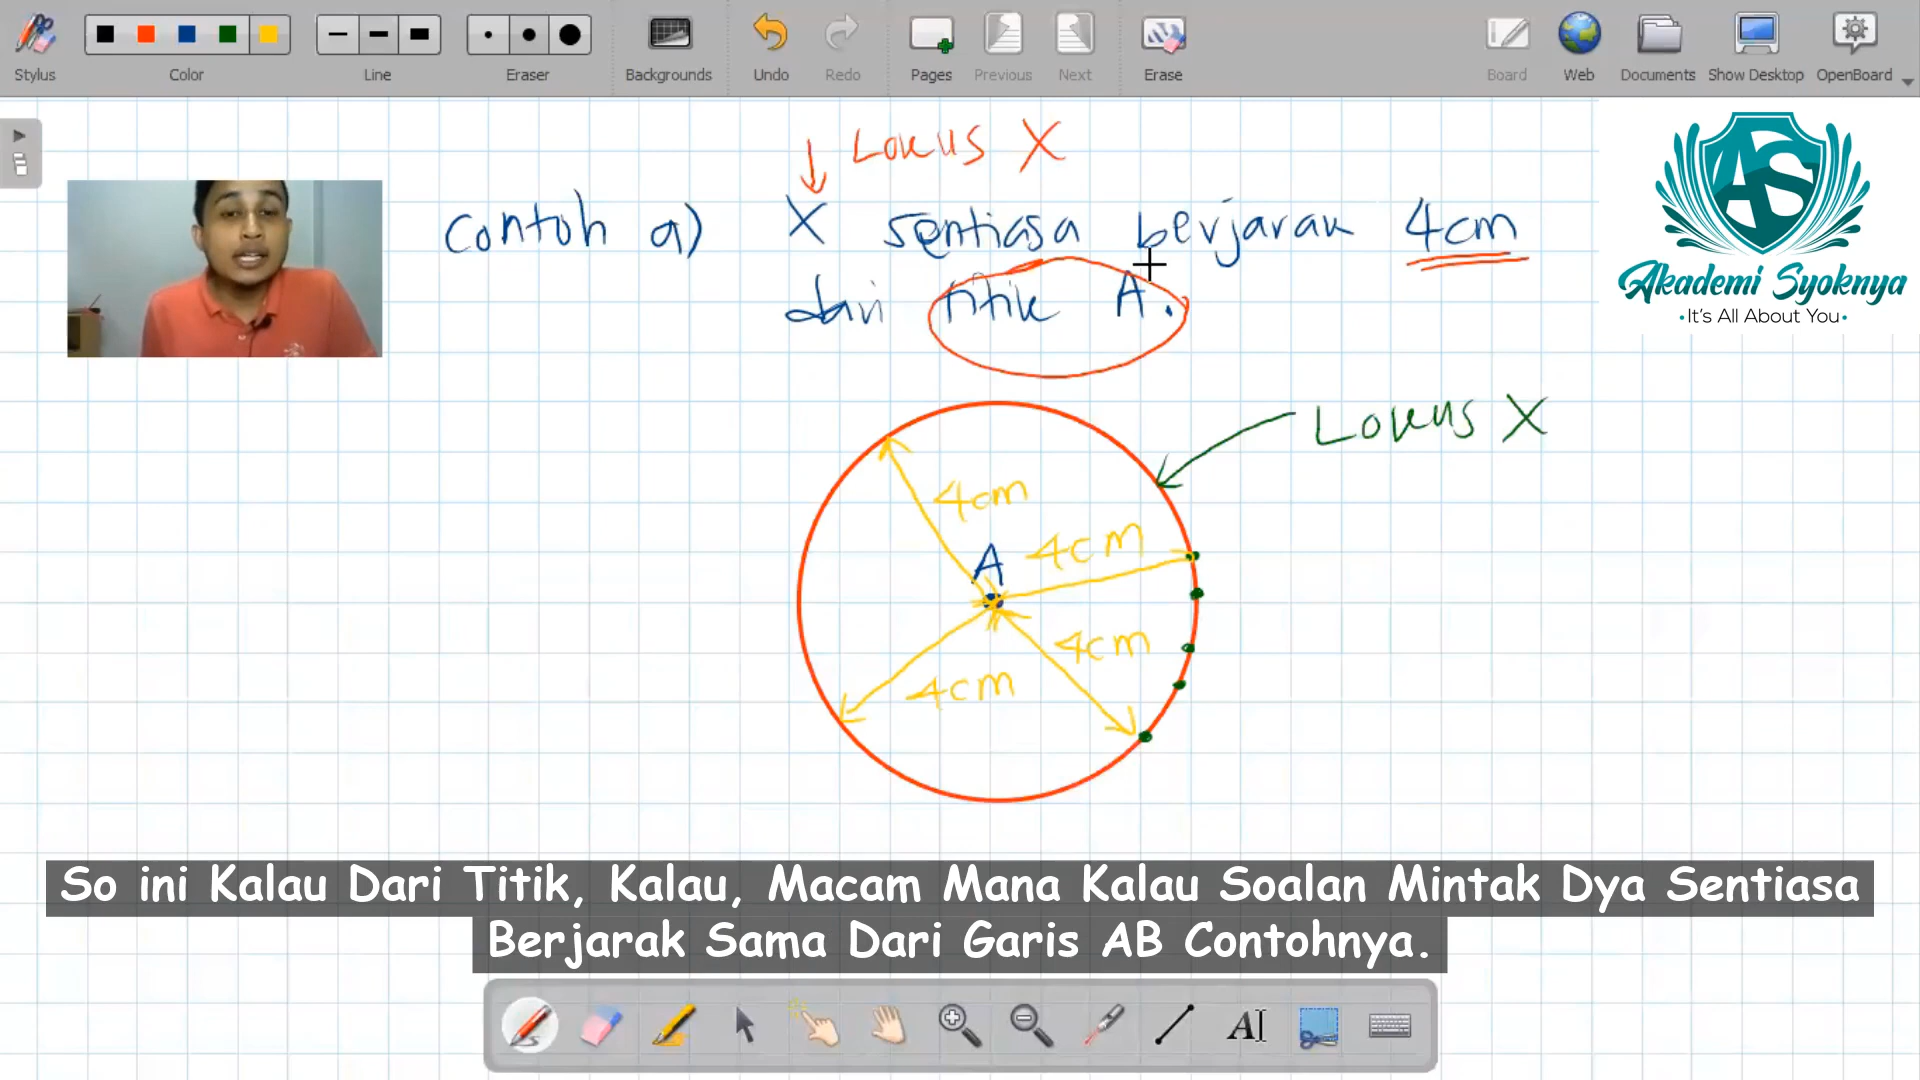 Stylus
Color
Line
Eraser
Backgrounds
Undo
Redo
Pages
Previous
Next
Erase
Board
Web
Documents
Show Desktop
OpenBoard
Lokus X
Contoh a) X sentiasa berjarak 4cm
dari titik A.
AS
Akademi Syoknya
•It's All About You•
Lokus X
4cm
4cm
A
4cm
4cm
So ini Kalau Dari Titik, Kalau, Macam Mana Kalau Soalan Mintak Dya Sentiasa
Berjarak Sama Dari Garis AB Contohnya.
AI